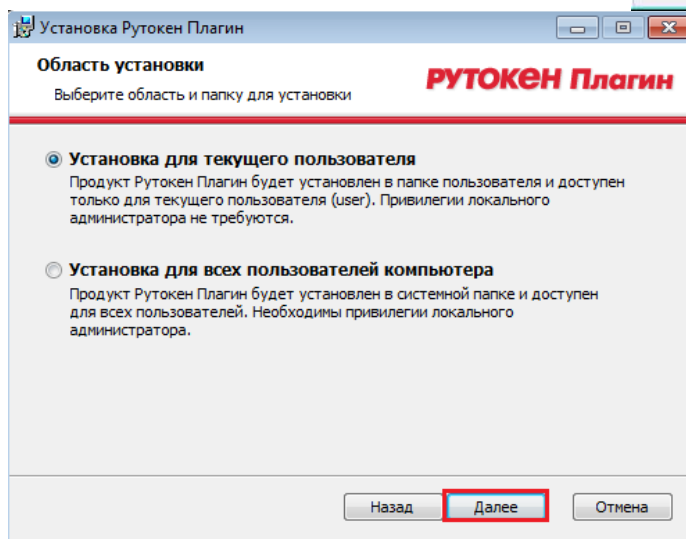 Установка Рутокен Плагин
Область установки
Выберите область и папку для установки
РУТОКЕН Плагин
Установка для текущего пользователя
Продукт Рутокен Плагин будет установлен в папке пользователя и доступен
только для текущего пользователя (user). Привилегии локального
администратора не требуются.
Установка для всех пользователей компьютера
Продукт Рутокен Плагин будет установлен в системной папке и доступен
для всех пользователей. Необходимы привилегии локального
администратора.
Назад
Далее
Отмена